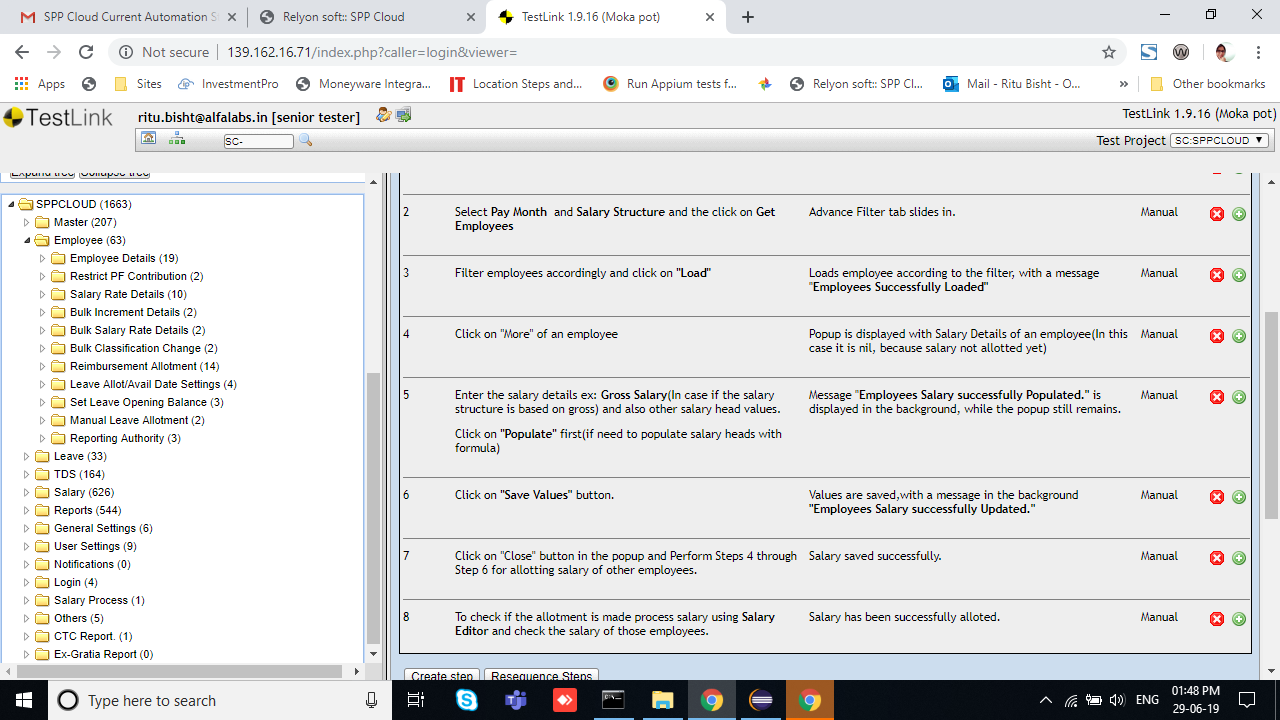 SPP Cloud Current Automation S
Relyon soft:: SPP Cloud
TestLink 1.9.16 (Moka pot)
Not secure
139.162.16.71/index.php?caller=login&viewer=
Apps
Sites
InvestmentPro
Moneyware Integra...
Location Steps and...
Run Appium tests f...
Relyon soft:: SPP Cl...
Mail - Ritu Bisht - O...
Other bookmarks
TestLink
ritu.bisht@alfalabs.in [senior tester]
TestLink 1.9.16 (Moka pot)
SC-
Test Project
SC:SPPCLOUD
Expand tree
Collapse tree
SPPCLOUD (1663)
Master (207)
Employee (63)
Employee Details (19)
Restrict PF Contribution (2)
Salary Rate Details (10)
Bulk Increment Details (2)
Bulk Salary Rate Details (2)
Bulk Classification Change (2)
Reimbursement Allotment (14)
Leave Allot/Avail Date Settings (4)
Set Leave Opening Balance (3)
Manual Leave Allotment (2)
Reporting Authority (3)
Leave (33)
TDS (164)
Salary (626)
Reports (544)
General Settings (6)
User Settings (9)
Notifications (0)
Login (4)
Salary Process (1)
Others (5)
CTC Report. (1)
Ex-Gratia Report (0)
2
Select Pay Month and Salary Structure and the click on Get
Employees
Advance Filter tab slides in.
Manual
3
Filter employees accordingly and click on "Load"
Loads employee according to the filter, with a message
"Employees Successfully Loaded"
Manual
4
Click on "More" of an employee
Popup is displayed with Salary Details of an employee(In this
case it is nil, because salary not allotted yet)
Manual
5
Enter the salary details ex: Gross Salary(In case if the salary
structure is based on gross) and also other salary head values.
Click on "Populate" first(if need to populate salary heads with
formula)
Message "Employees Salary successfully Populated." is
displayed in the background, while the popup still remains.
Manual
6
Click on "Save Values" button.
Values are saved,with a message in the background
"Employees Salary successfully Updated."
Manual
7
Click on "Close" button in the popup and Perform Steps 4 through
Step 6 for allotting salary of other employees.
Salary saved successfully.
Manual
8
To check if the allotment is made process salary using Salary
Editor and check the salary of those employees.
Salary has been successfully alloted.
Manual
Create step
Resequence Steps
Type here to search
ENG
01:48 PM
29-06-19